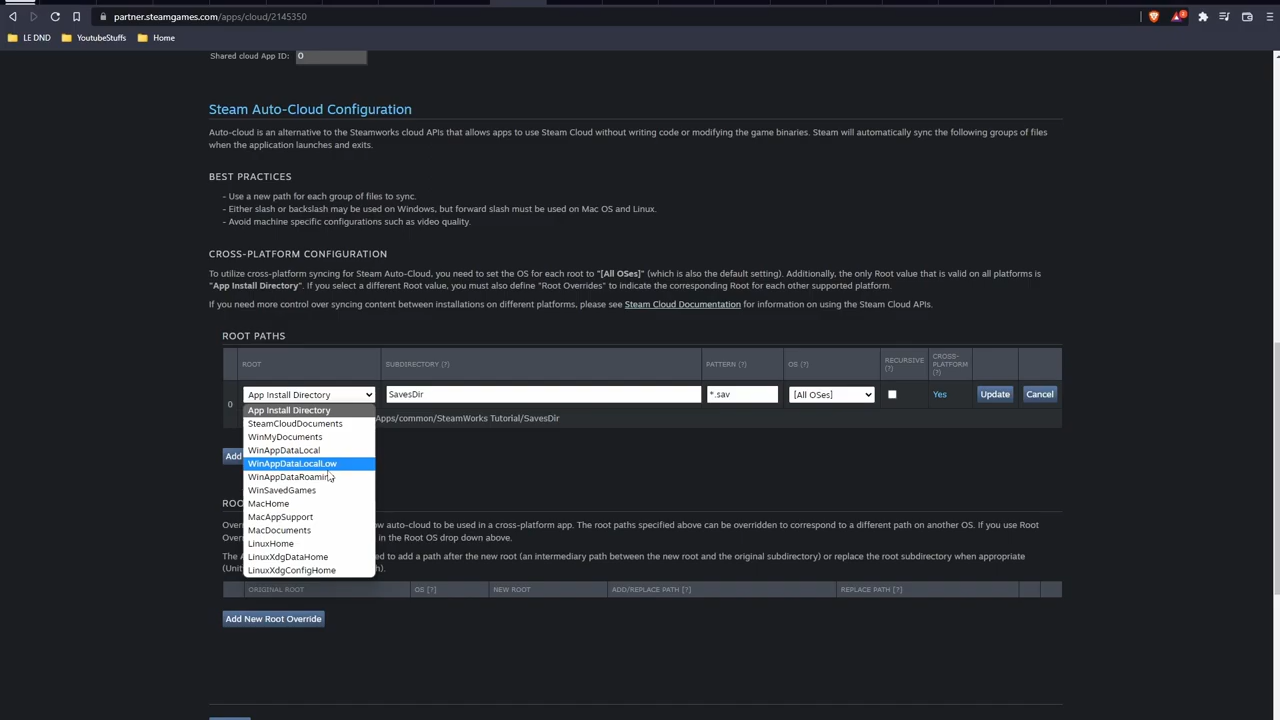 partner.steamgames.com/apps/cloud/2145350
LE DND
YoutubeStuffs
Home
Shared cloud App ID:
0
Steam Auto-Cloud Configuration
Auto-cloud is an alternative to the Steamworks cloud APIs that allows apps to use Steam Cloud without writing code or modifying the game binaries. Steam will automatically sync the following groups of files
when the application launches and exits.
BEST PRACTICES
- Use a new path for each group of files to sync.
- Either slash or backslash may be used on Windows, but forward slash must be used on Mac OS and Linux.
- Avoid machine specific configurations such as video quality.
CROSS-PLATFORM CONFIGURATION
To utilize cross-platform syncing for Steam Auto-Cloud, you need to set the OS for each root to "[All OSes]" (which is also the default setting). Additionally, the only Root value that is valid on all platforms is
"App Install Directory". If you select a different Root value, you must also define "Root Overrides" to indicate the corresponding Root for each other supported platform.
If you need more control over syncing content between installations on different platforms, please see Steam Cloud Documentation for information on using the Steam Cloud APIs.
ROOT PATHS
ROOT
SUBDIRECTORY [?]
PATTERN [?]
OS [?]
RECURSIVE [?]
CROSS-PLATFORM [?]
0
App Install Directory
SavesDir
*.sav
[All OSes]
Yes
Update
Cancel
Apps/common/SteamWorks Tutorial/SavesDir
App Install Directory
SteamCloudDocuments
WinMyDocuments
WinAppDataLocal
WinAppDataLocalLow
WinAppDataRoaming
WinSavedGames
MacHome
MacAppSupport
MacDocuments
LinuxHome
LinuxXdgDataHome
LinuxXdgConfigHome
Add
ROO
Over
ow auto-cloud to be used in a cross-platform app. The root paths specified above can be overridden to correspond to a different path on another OS. If you use Root
Over
in the Root OS drop down above.
The A
ed to add a path after the new root (an intermediary path between the new root and the original subdirectory) or replace the root subdirectory when appropriate
(Unit
h).
ORIGINAL ROOT
OS [?]
NEW ROOT
ADD/REPLACE PATH [?]
REPLACE PATH [?]
Add New Root Override